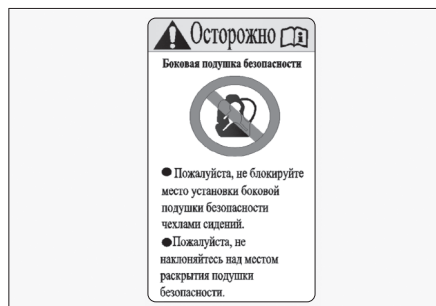 Осторожно
Боковая подушка безопасности
● Пожалуйста, не блокируйте
место установки боковой
подушки безопасности
чехлами сидений.
●Пожалуйста, не
наклоняйтесь над местом
раскрытия подушки
безопасности.